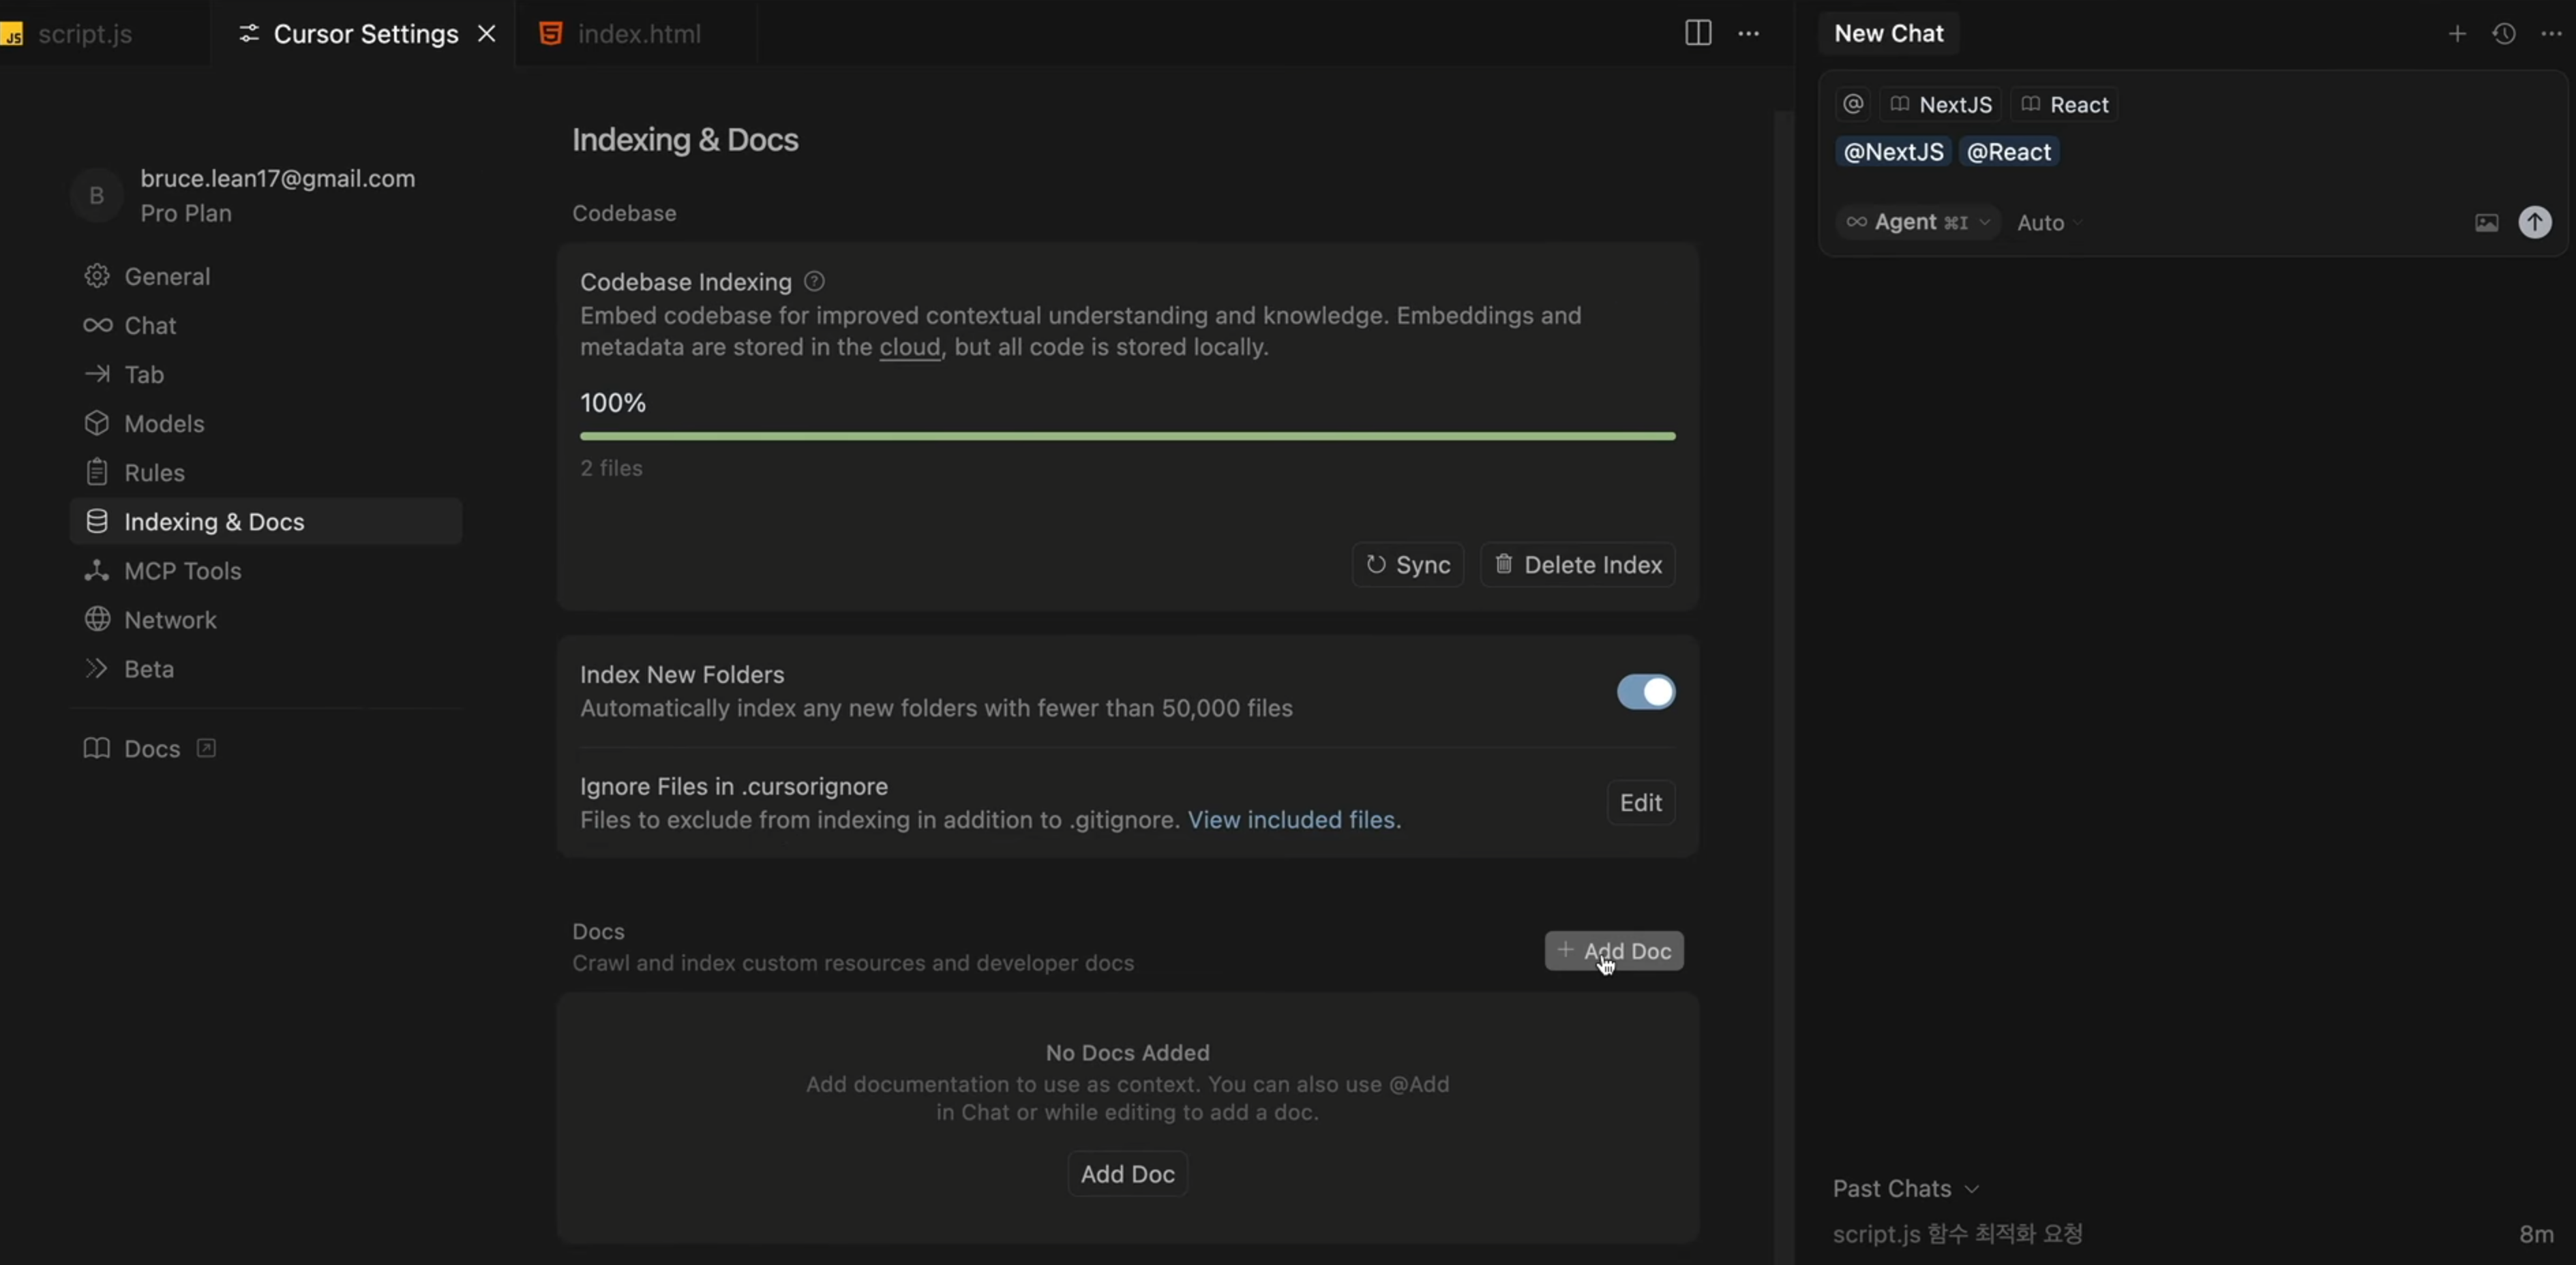 script.js
Cursor Settings
index.html
bruce.lean17@gmail.com
Pro Plan
General
Chat
Tab
Models
Rules
Indexing & Docs
MCP Tools
Network
Beta
Docs
Indexing & Docs
Codebase
Codebase Indexing
Embed codebase for improved contextual understanding and knowledge. Embeddings and
metadata are stored in the cloud, but all code is stored locally.
100%
2 files
Sync
Delete Index
Index New Folders
Automatically index any new folders with fewer than 50,000 files
Ignore Files in .cursorignore
Files to exclude from indexing in addition to .gitignore. View included files.
Edit
Docs
Crawl and index custom resources and developer docs
+ Add Doc
No Docs Added
Add documentation to use as context. You can also use @Add
in Chat or while editing to add a doc.
Add Doc
New Chat
@ NextJS React
@NextJS @React
Agent ⌘I Auto
Past Chats
script.js 함수 최적화 요청 8m
B
JS